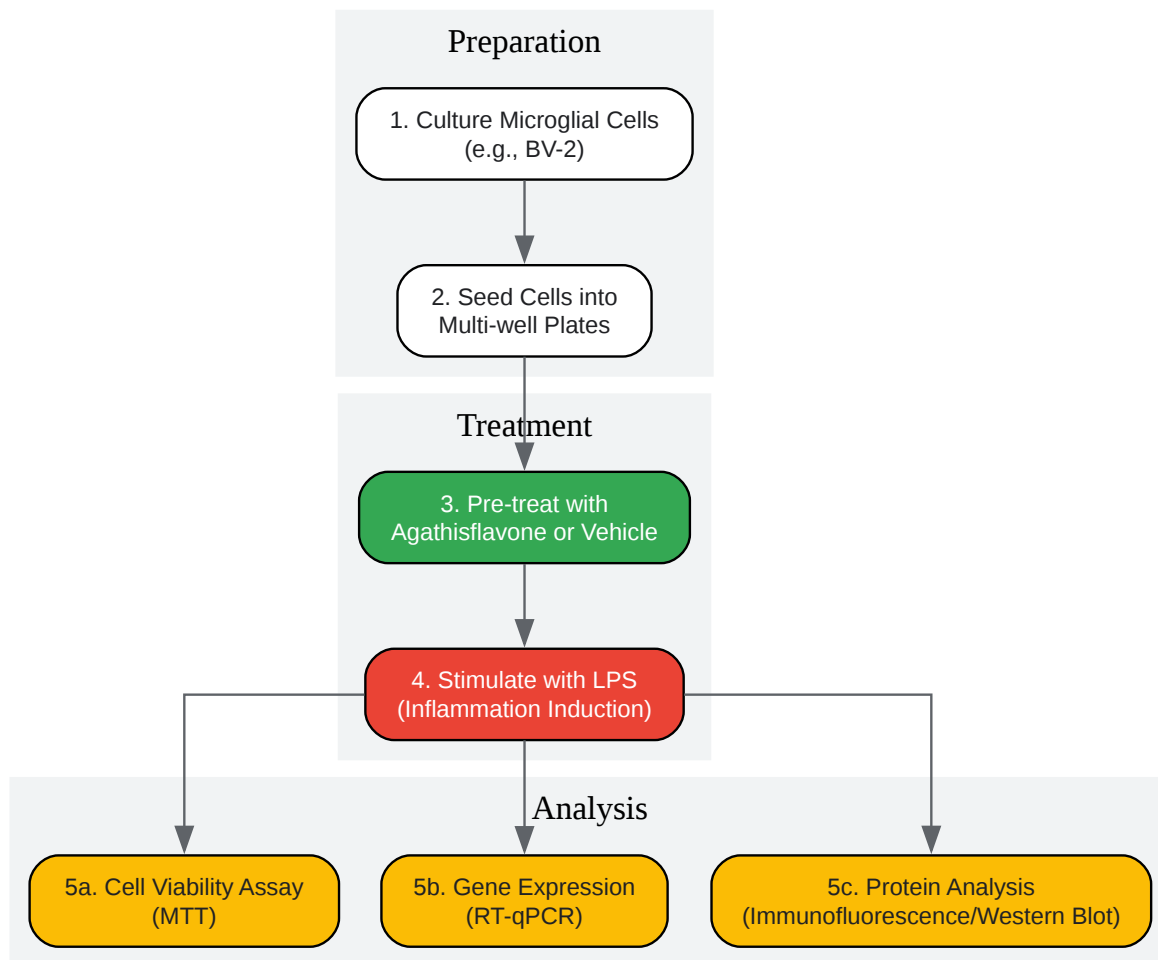 Preparation
1. Culture Microglial Cells
(e.g., BV-2)
2. Seed Cells into
Multi-well Plates
Treatment
3. Pre-treat with
Agathisflavone or Vehicle
4. Stimulate with LPS
(Inflammation Induction)
Analysis
5a. Cell Viability Assay
(MTT)
5b. Gene Expression
(RT-qPCR)
5c. Protein Analysis
(Immunofluorescence/Western Blot)